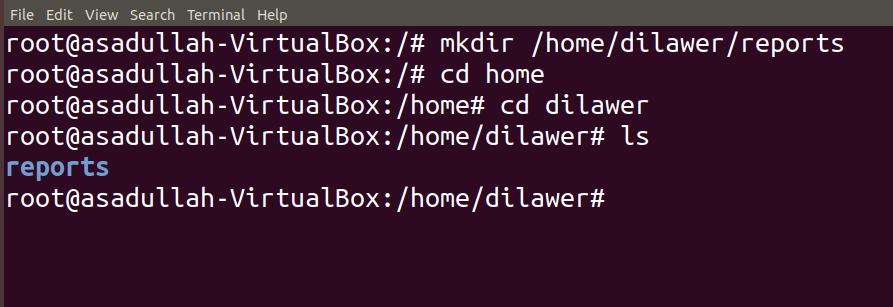 File Edit View Search Terminal Help
root@asadullah-VirtualBox:/# mkdir /home/dilawer/reports
root@asadullah-VirtualBox:/# cd home
root@asadullah-VirtualBox:/home# cd dilawer
root@asadullah-VirtualBox:/home/dilawer# ls
reports
root@asadullah-VirtualBox:/home/dilawer#